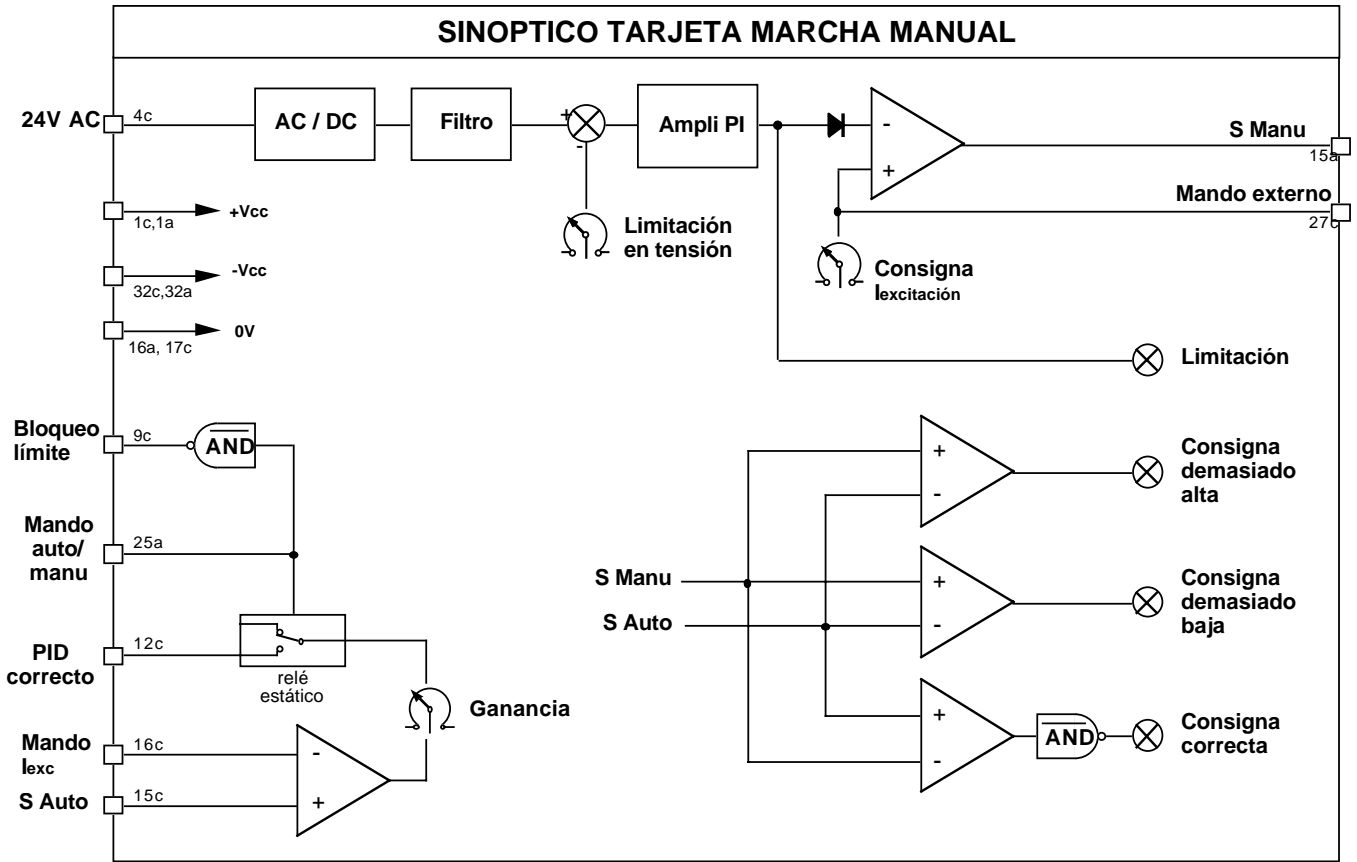 SINOPTICO TARJETA MARCHA MANUAL
24V AC
4c
AC / DC
Filtro
+
-
Ampli PI
-
+
S Manu
15a
Mando externo
27c
1c,1a
+Vcc
Limitación
en tensión
Consigna
Iexcitación
32c,32a
-Vcc
16a, 17c
0V
Limitación
Bloqueo
límite
9c
AND
+
-
Consigna
demasiado
alta
Mando
auto/
manu
25a
S Manu
S Auto
+
-
Consigna
demasiado
baja
PID
correcto
12c
relé
estático
Ganancia
+
-
AND
Consigna
correcta
Mando
Iexc
16c
-
S Auto
15c
+